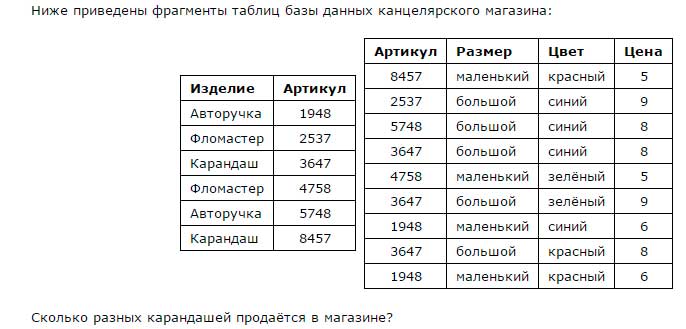 Ниже приведены фрагменты таблиц базы данных канцелярского магазина:
Изделие Артикул
Авторучка 1948
Фломастер 2537
Карандаш 3647
Фломастер 4758
Авторучка 5748
Карандаш 8457
Артикул Размер Цвет Цена
8457 маленький красный 5
2537 большой синий 9
5748 большой синий 8
3647 большой синий 8
4758 маленький зелёный 5
3647 большой зелёный 9
1948 маленький синий 6
3647 большой красный 8
1948 маленький красный 6
Сколько разных карандашей продаётся в магазине?